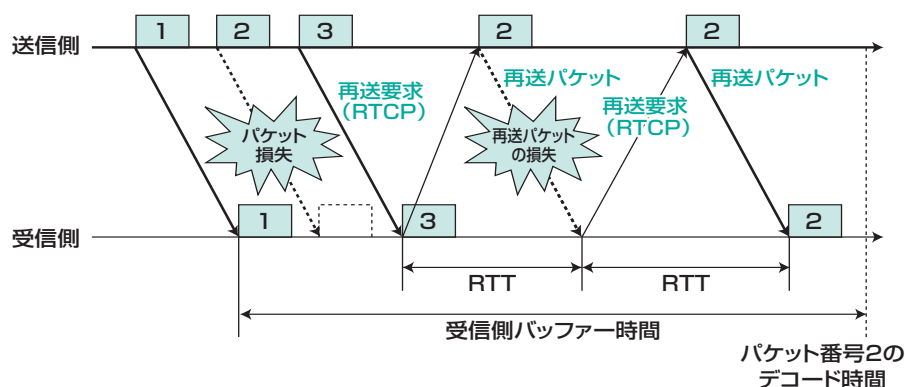 1
2
3
2
2
送信側
再送要求
(RTCP)
再送パケット
再送要求
(RTCP)
再送パケット
パケット
損失
再送パケット
の損失
受信側
1
3
2
RTT
RTT
受信側バッファー時間
パケット番号2の
デコード時間